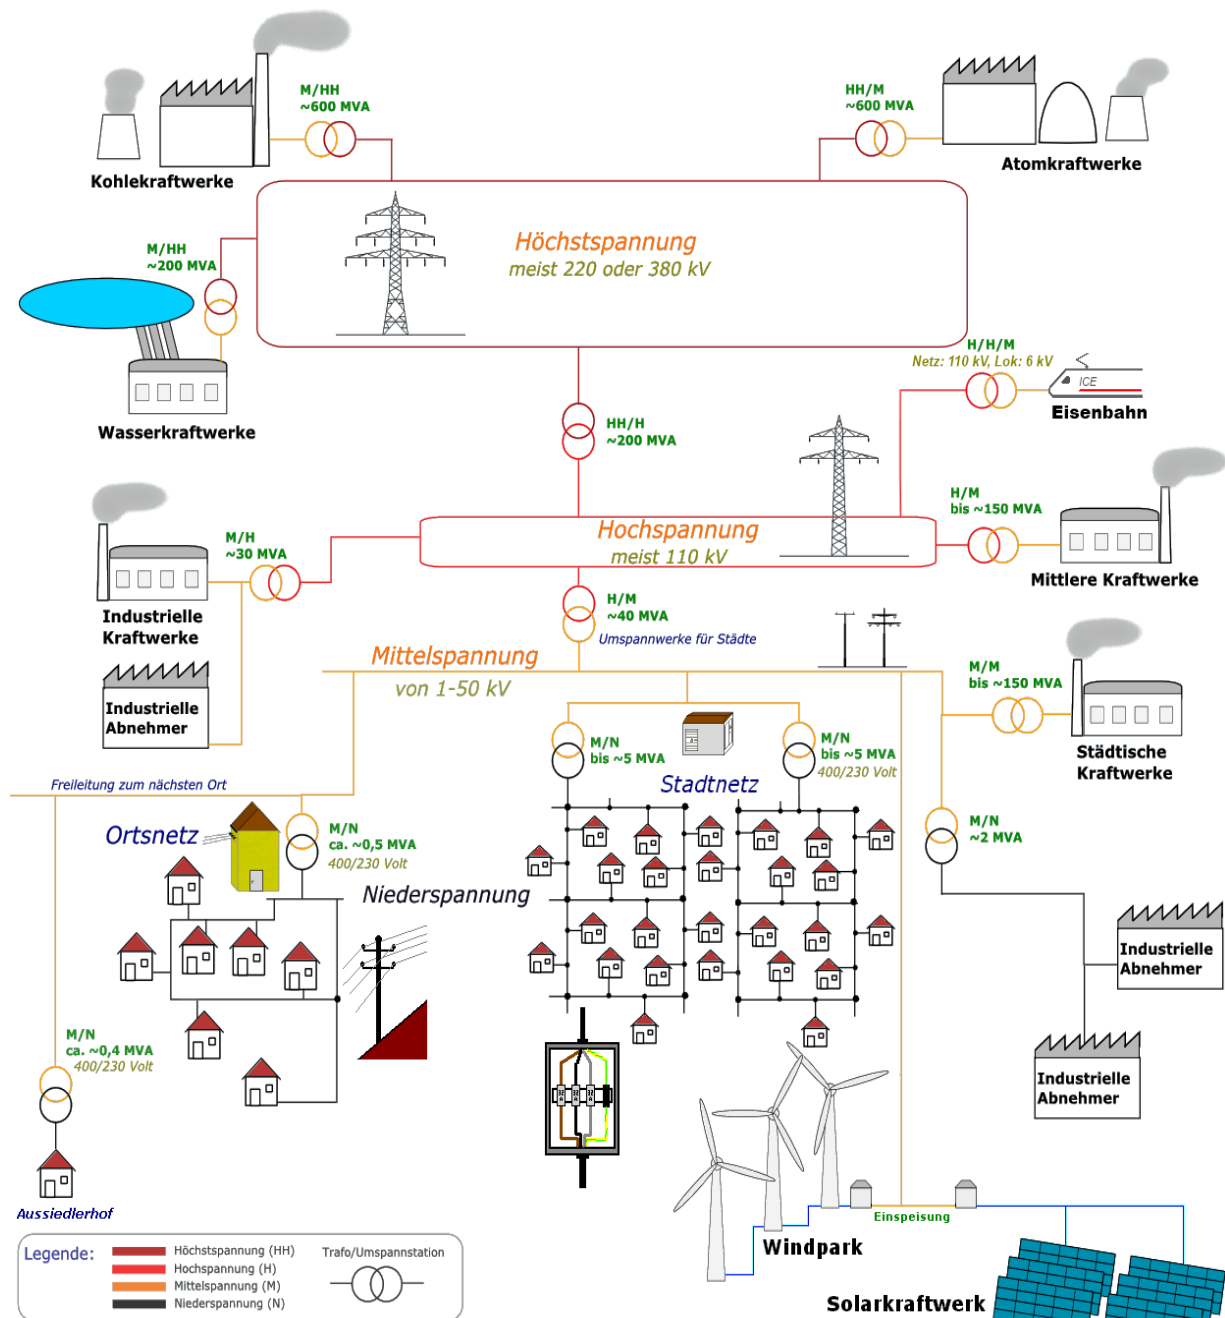 M/HH
~600 MVA
HH/M
~600 MVA
Kohlekraftwerke
Atomkraftwerke
Höchstspannung
meist 220 oder 380 kV
M/HH
~200 MVA
Wasserkraftwerke
H/H/M
Netz: 110 kV, Lok: 6 kV
ICE
Eisenbahn
HH/H
~200 MVA
H/M
bis ~150 MVA
Mittlere Kraftwerke
Hochspannung
meist 110 kV
M/H
~30 MVA
Industrielle
Kraftwerke
Industrielle
Abnehmer
H/M
~40 MVA
Umspannwerke für Städte
Mittelspannung
von 1-50 kV
M/M
bis ~150 MVA
Städtische
Kraftwerke
M/N
bis ~5 MVA
M/N
bis ~5 MVA
400/230 Volt
Stadtnetz
Freileitung zum nächsten Ort
Ortsnetz
M/N
ca. ~0,5 MVA
400/230 Volt
Niederspannung
M/N
~2 MVA
Industrielle
Abnehmer
Industrielle
Abnehmer
M/N
ca. ~0,4 MVA
400/230 Volt
Aussiedlerhof
Einspeisung
Windpark
Solarkraftwerk
Legende:
Höchstspannung (HH)
Hochspannung (H)
Mittelspannung (M)
Niederspannung (N)
Trafo/Umspannstation